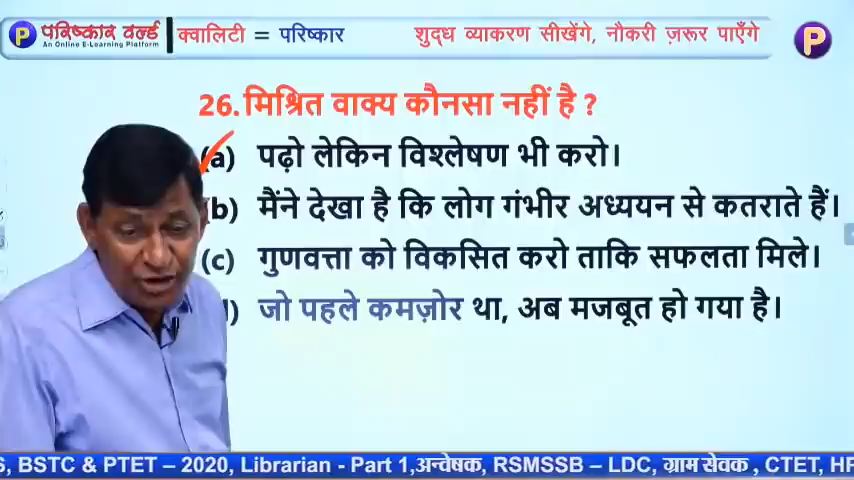 P परिष्कार वर्ल्ड क्वालिटी = परिष्कार शुद्ध व्याकरण सीखेंगे, नौकरी ज़रूर पाएँगे P
An Online E-Learning Platform
26. मिश्रित वाक्य कौनसा नहीं है ?
(a) पढ़ो लेकिन विश्लेषण भी करो।
(b) मैंने देखा है कि लोग गंभीर अध्ययन से कतराते हैं।
(c) गुणवत्ता को विकसित करो ताकि सफलता मिले।
जो पहले कमज़ोर था, अब मजबूत हो गया है।
S, BSTC & PTET – 2020, Librarian - Part 1,अन्वेषक, RSMSSB – LDC, ग्राम सेवक , CTET, HP